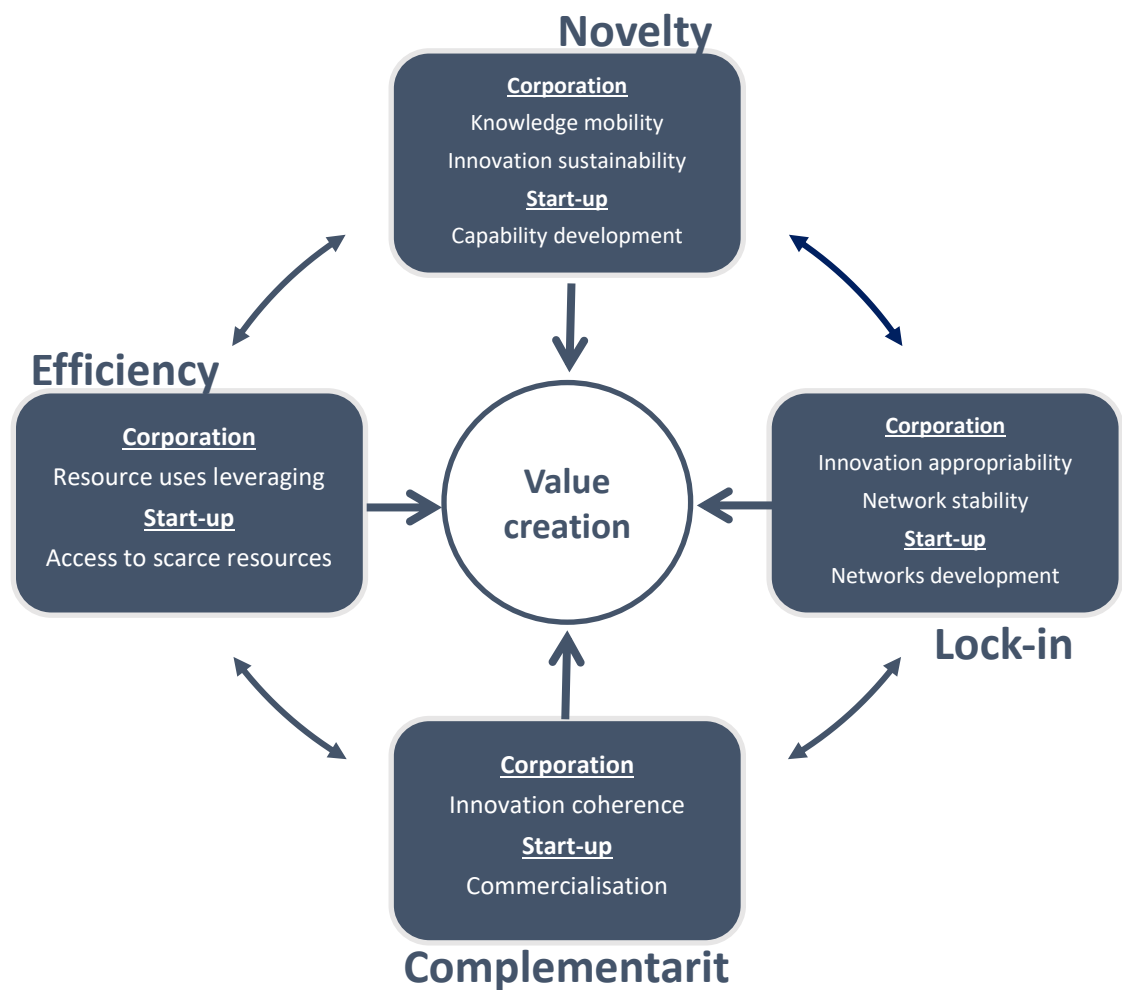 Novelty
Corporation
Knowledge mobility
Innovation sustainability
Start-up
Capability development
Efficiency
Corporation
Resource uses leveraging
Start-up
Access to scarce resources
Value
creation
Corporation
Innovation appropriability
Network stability
Start-up
Networks development
Lock-in
Corporation
Innovation coherence
Start-up
Commercialisation
Complementarit